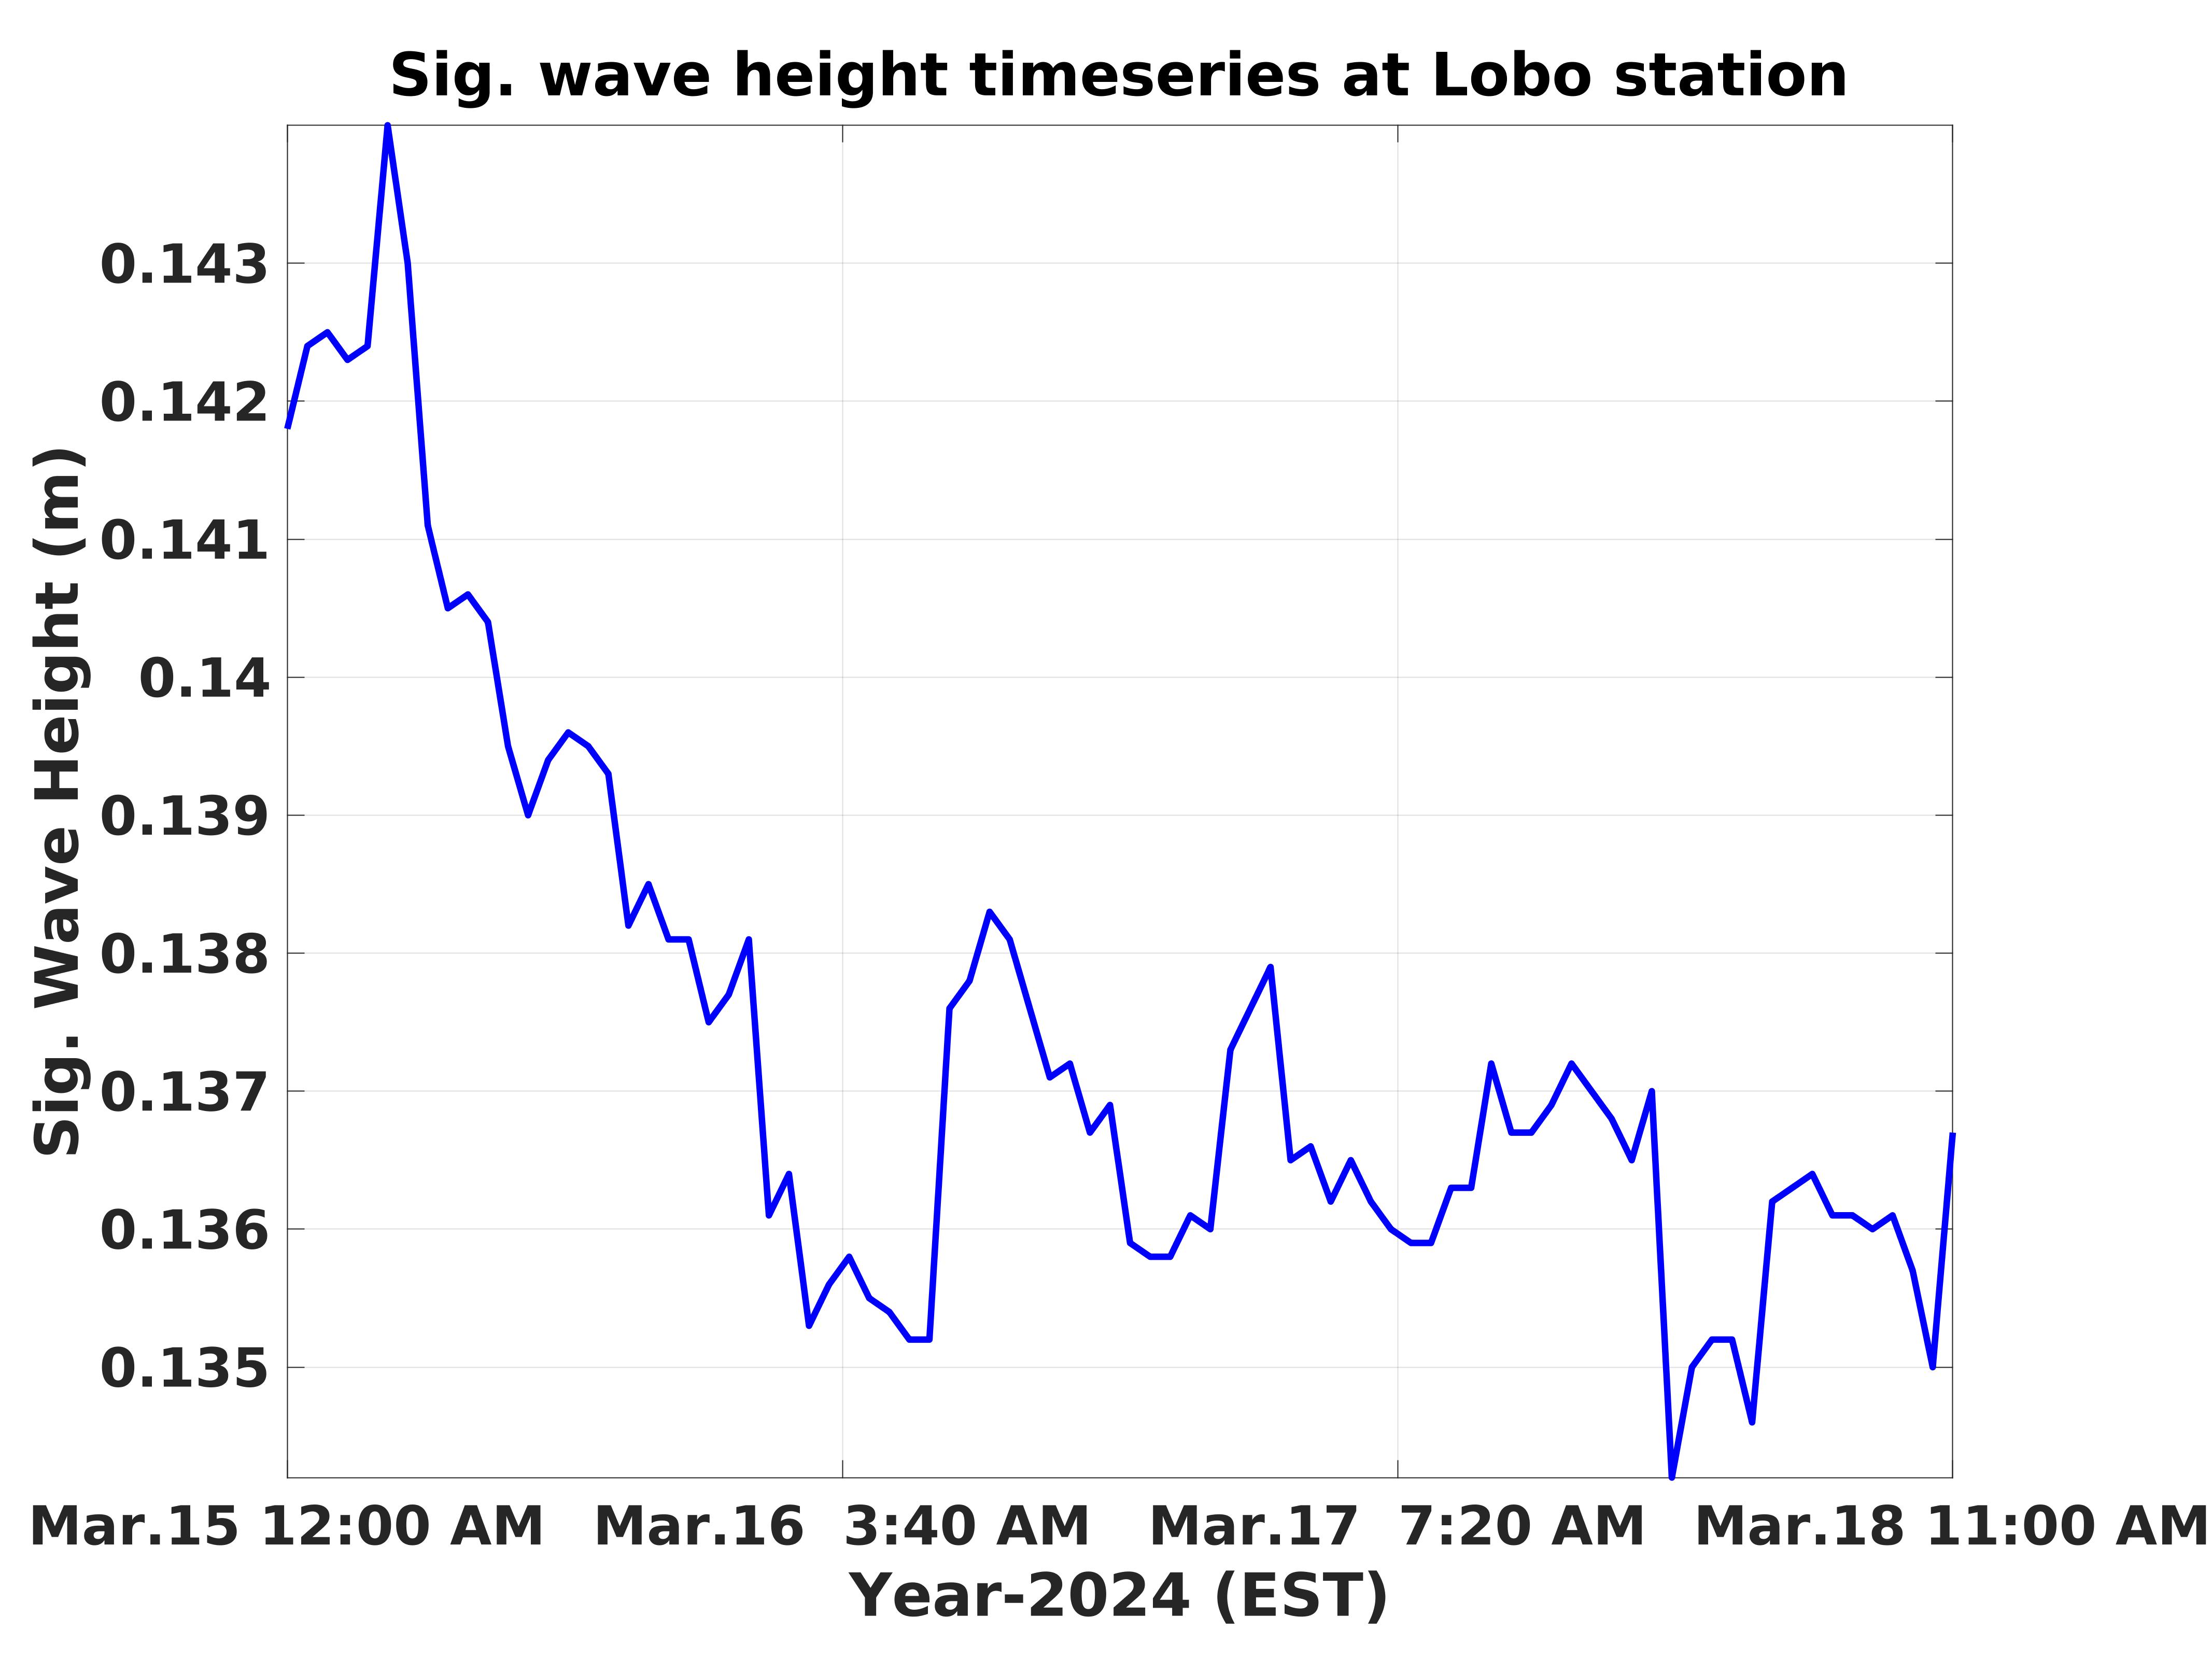 Sig. wave height timeseries at Lobo station
Sig. Wave Height (m)
0.143
0.142
0.141
0.14
0.139
0.138
0.137
0.136
0.135
Mar.15 12:00 AM Mar.16 3:40 AM Mar.17 7:20 AM Mar.18 11:00 AM
Year-2024 (EST)